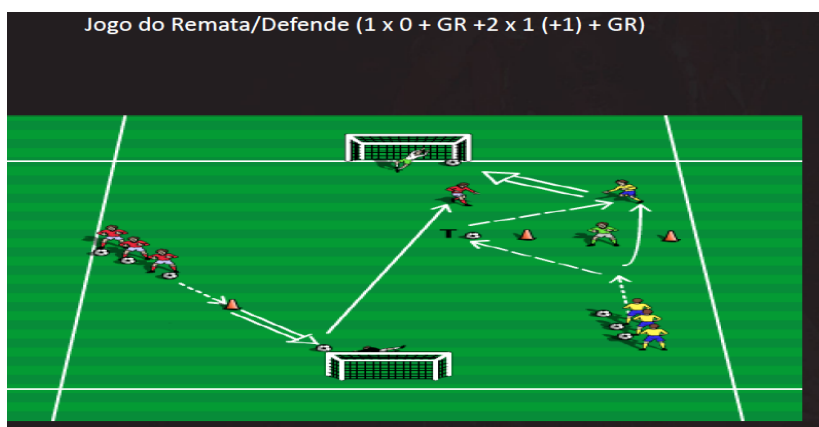 Jogo do Remata/Defende (1 x 0 + GR +2 x 1 (+1) + GR)
T